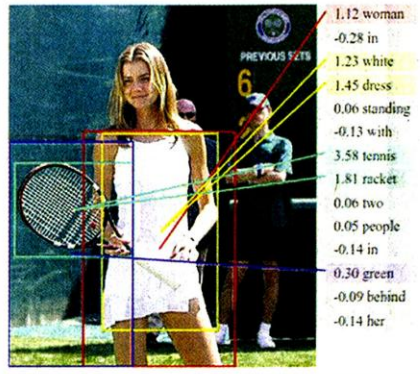 PREVIOUS SETS
6
1.12 woman
-0.28 in
1.23 white
1.45 dress
0.06 standing
-0.13 with
3.58 tennis
1.81 racket
0.06 two
0.05 people
-0.14 in
0.30 green
-0.09 behind
-0.14 her